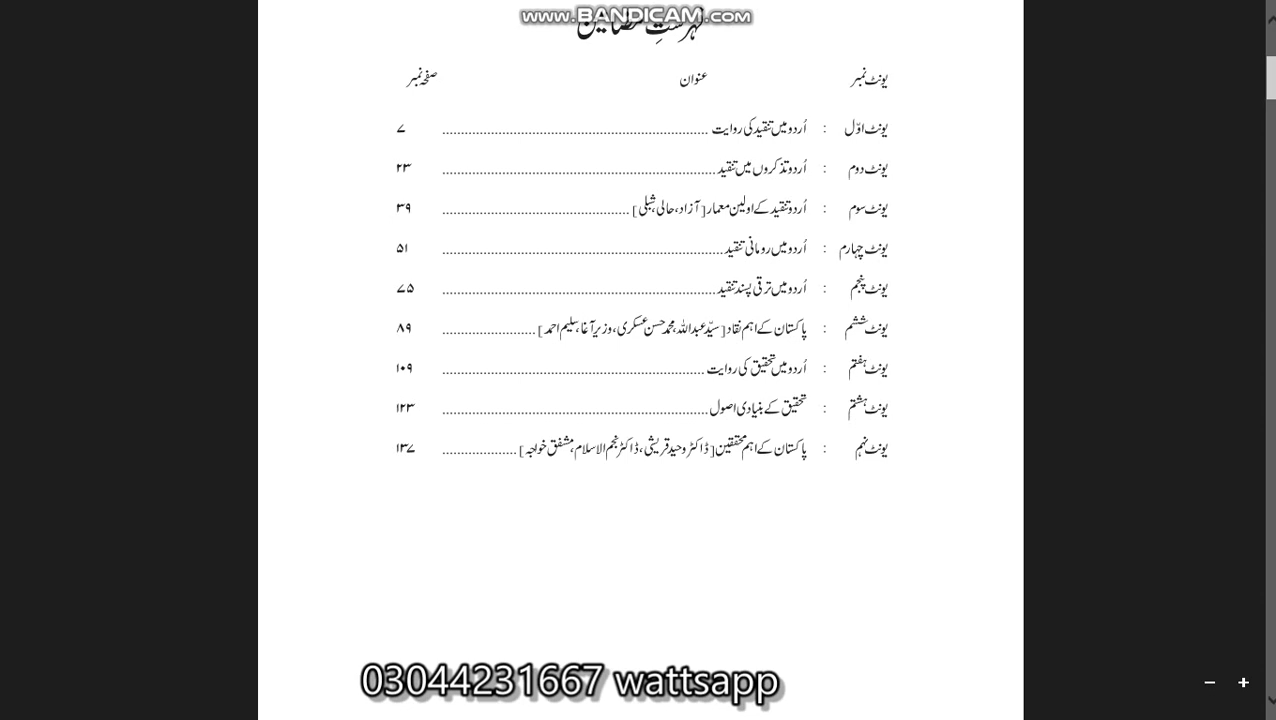 www.BANDICAM.com
فہرستِ مضامین
یونٹ نمبر عنوان صفحہ نمبر
یونٹ اوّل : اُردو میں تنقید کی روایت ........................................................................ ۷
یونٹ دوم : اُردو تذکروں میں تنقید ........................................................................ ۲۳
یونٹ سوم : اُردو تنقید کے اولین معمار [آزاد، حالی، شبلی] .................................................. ۳۹
یونٹ چہارم : اُردو میں رومانی تنقید ........................................................................ ۵۱
یونٹ پنجم : اُردو میں ترقی پسند تنقید ........................................................................ ۷۵
یونٹ ششم : پاکستان کے اہم نقاد [سیّد عبداللہ، محمد حسن عسکری، وزیر آغا، سلیم احمد] ......................... ۸۹
یونٹ ہفتم : اُردو میں تحقیق کی روایت ...................................................................... ۱۰۹
یونٹ ہشتم : تحقیق کے بنیادی اصول ........................................................................ ۱۲۳
یونٹ نہم : پاکستان کے اہم محققین [ڈاکٹر وحید قریشی، ڈاکٹر نجم الاسلام، مشفق خواجہ] .................... ۱۳۷
03044231667 wattsapp